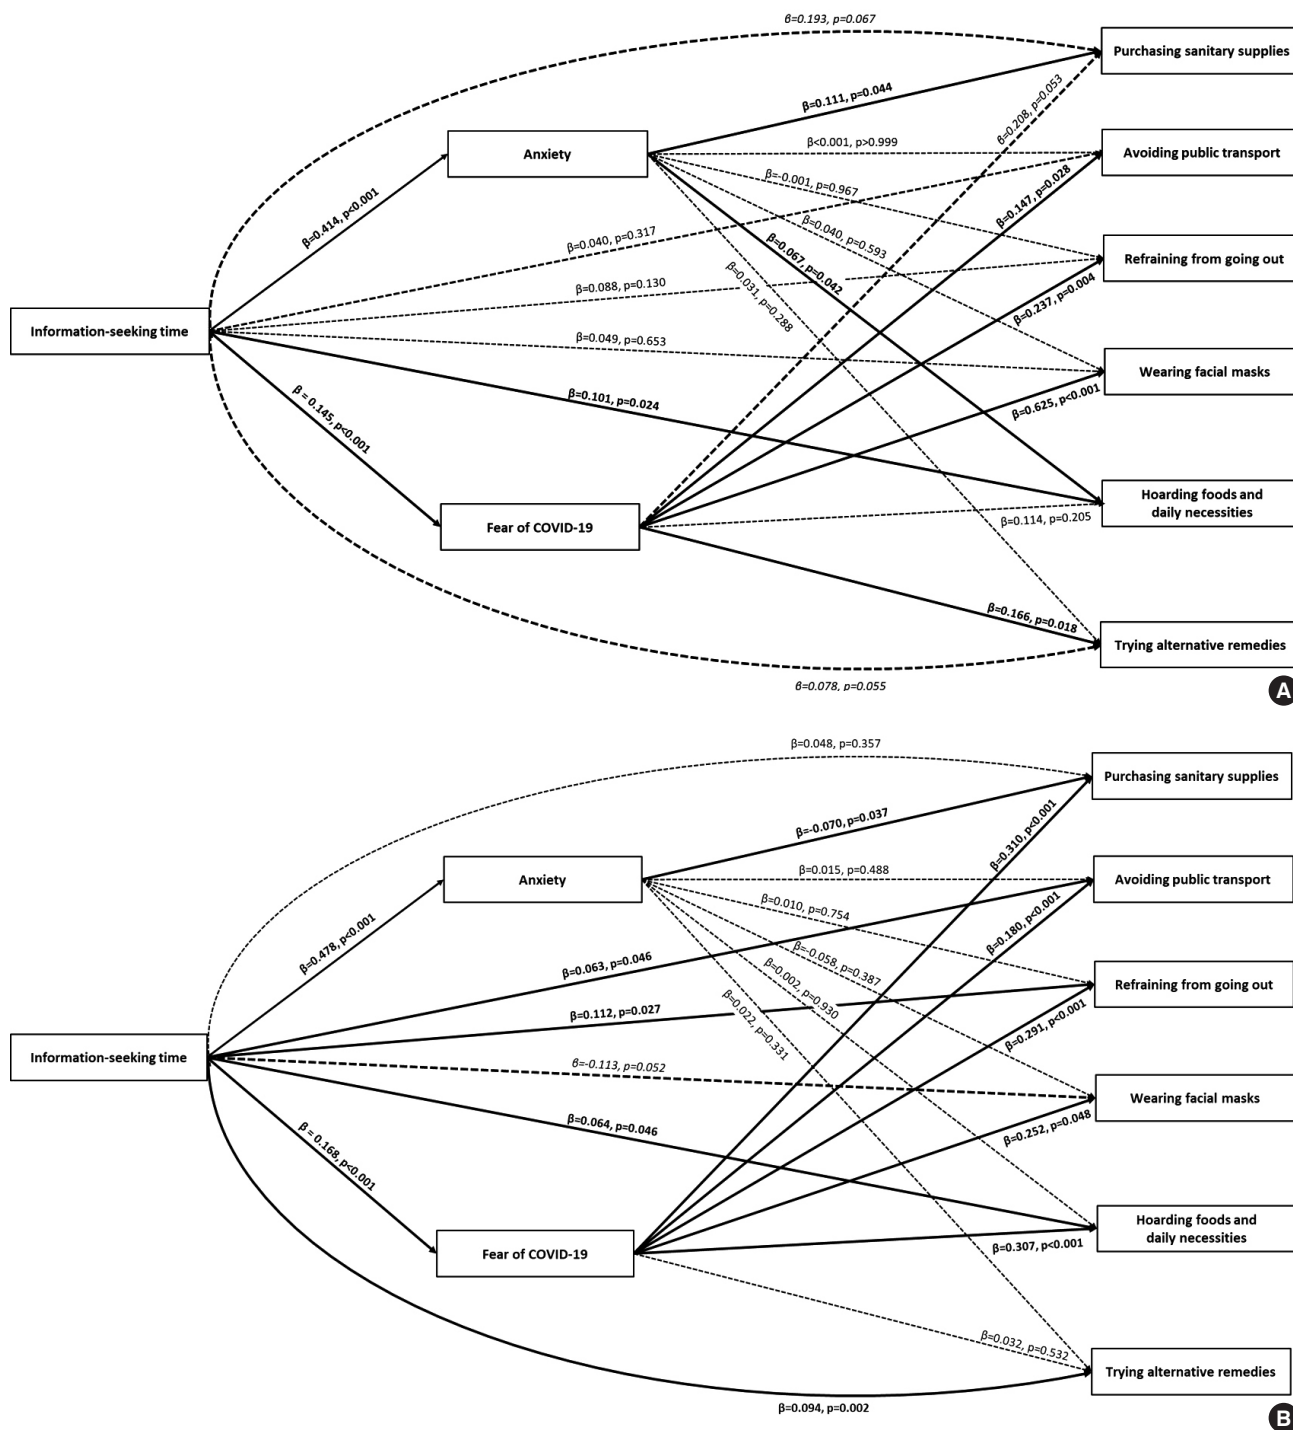 β=0.193, p=0.067
Purchasing sanitary supplies
β=0.111, p=0.044
β=0.208, p=0.053
Anxiety
β<0.001, p>0.999
Avoiding public transport
β=-0.001, p=0.967
β=0.147, p=0.028
β=0.414, p<0.001
β=0.040, p=0.317
β=0.067, p=0.042
β=0.040, p=0.593
Refraining from going out
β=0.031, p=0.288
β=0.088, p=0.130
β=0.237, p=0.004
Information-seeking time
β=0.049, p=0.653
Wearing facial masks
β=0.101, p=0.024
β=0.625, p<0.001
β = 0.145, p<0.001
Hoarding foods and
daily necessities
Fear of COVID-19
β=0.114, p=0.205
β=0.166, p=0.018
Trying alternative remedies
β=0.078, p=0.055
A
β=0.048, p=0.357
Purchasing sanitary supplies
β=-0.070, p=0.037
β=0.310, p<0.001
Anxiety
β=0.015, p=0.488
Avoiding public transport
β=0.010, p=0.754
β=0.180, p<0.001
β=0.478, p<0.001
β=0.063, p=0.046
β=-0.058, p=0.387
β=0.002, p=0.930
Refraining from going out
β=0.022, p=0.331
β=0.112, p=0.027
β=0.291, p<0.001
Information-seeking time
β=-0.113, p=0.052
Wearing facial masks
β=0.064, p=0.046
β=0.252, p=0.048
β = 0.168, p<0.001
Hoarding foods and
daily necessities
Fear of COVID-19
β=0.307, p<0.001
β=0.032, p=0.532
Trying alternative remedies
β=0.094, p=0.002
B